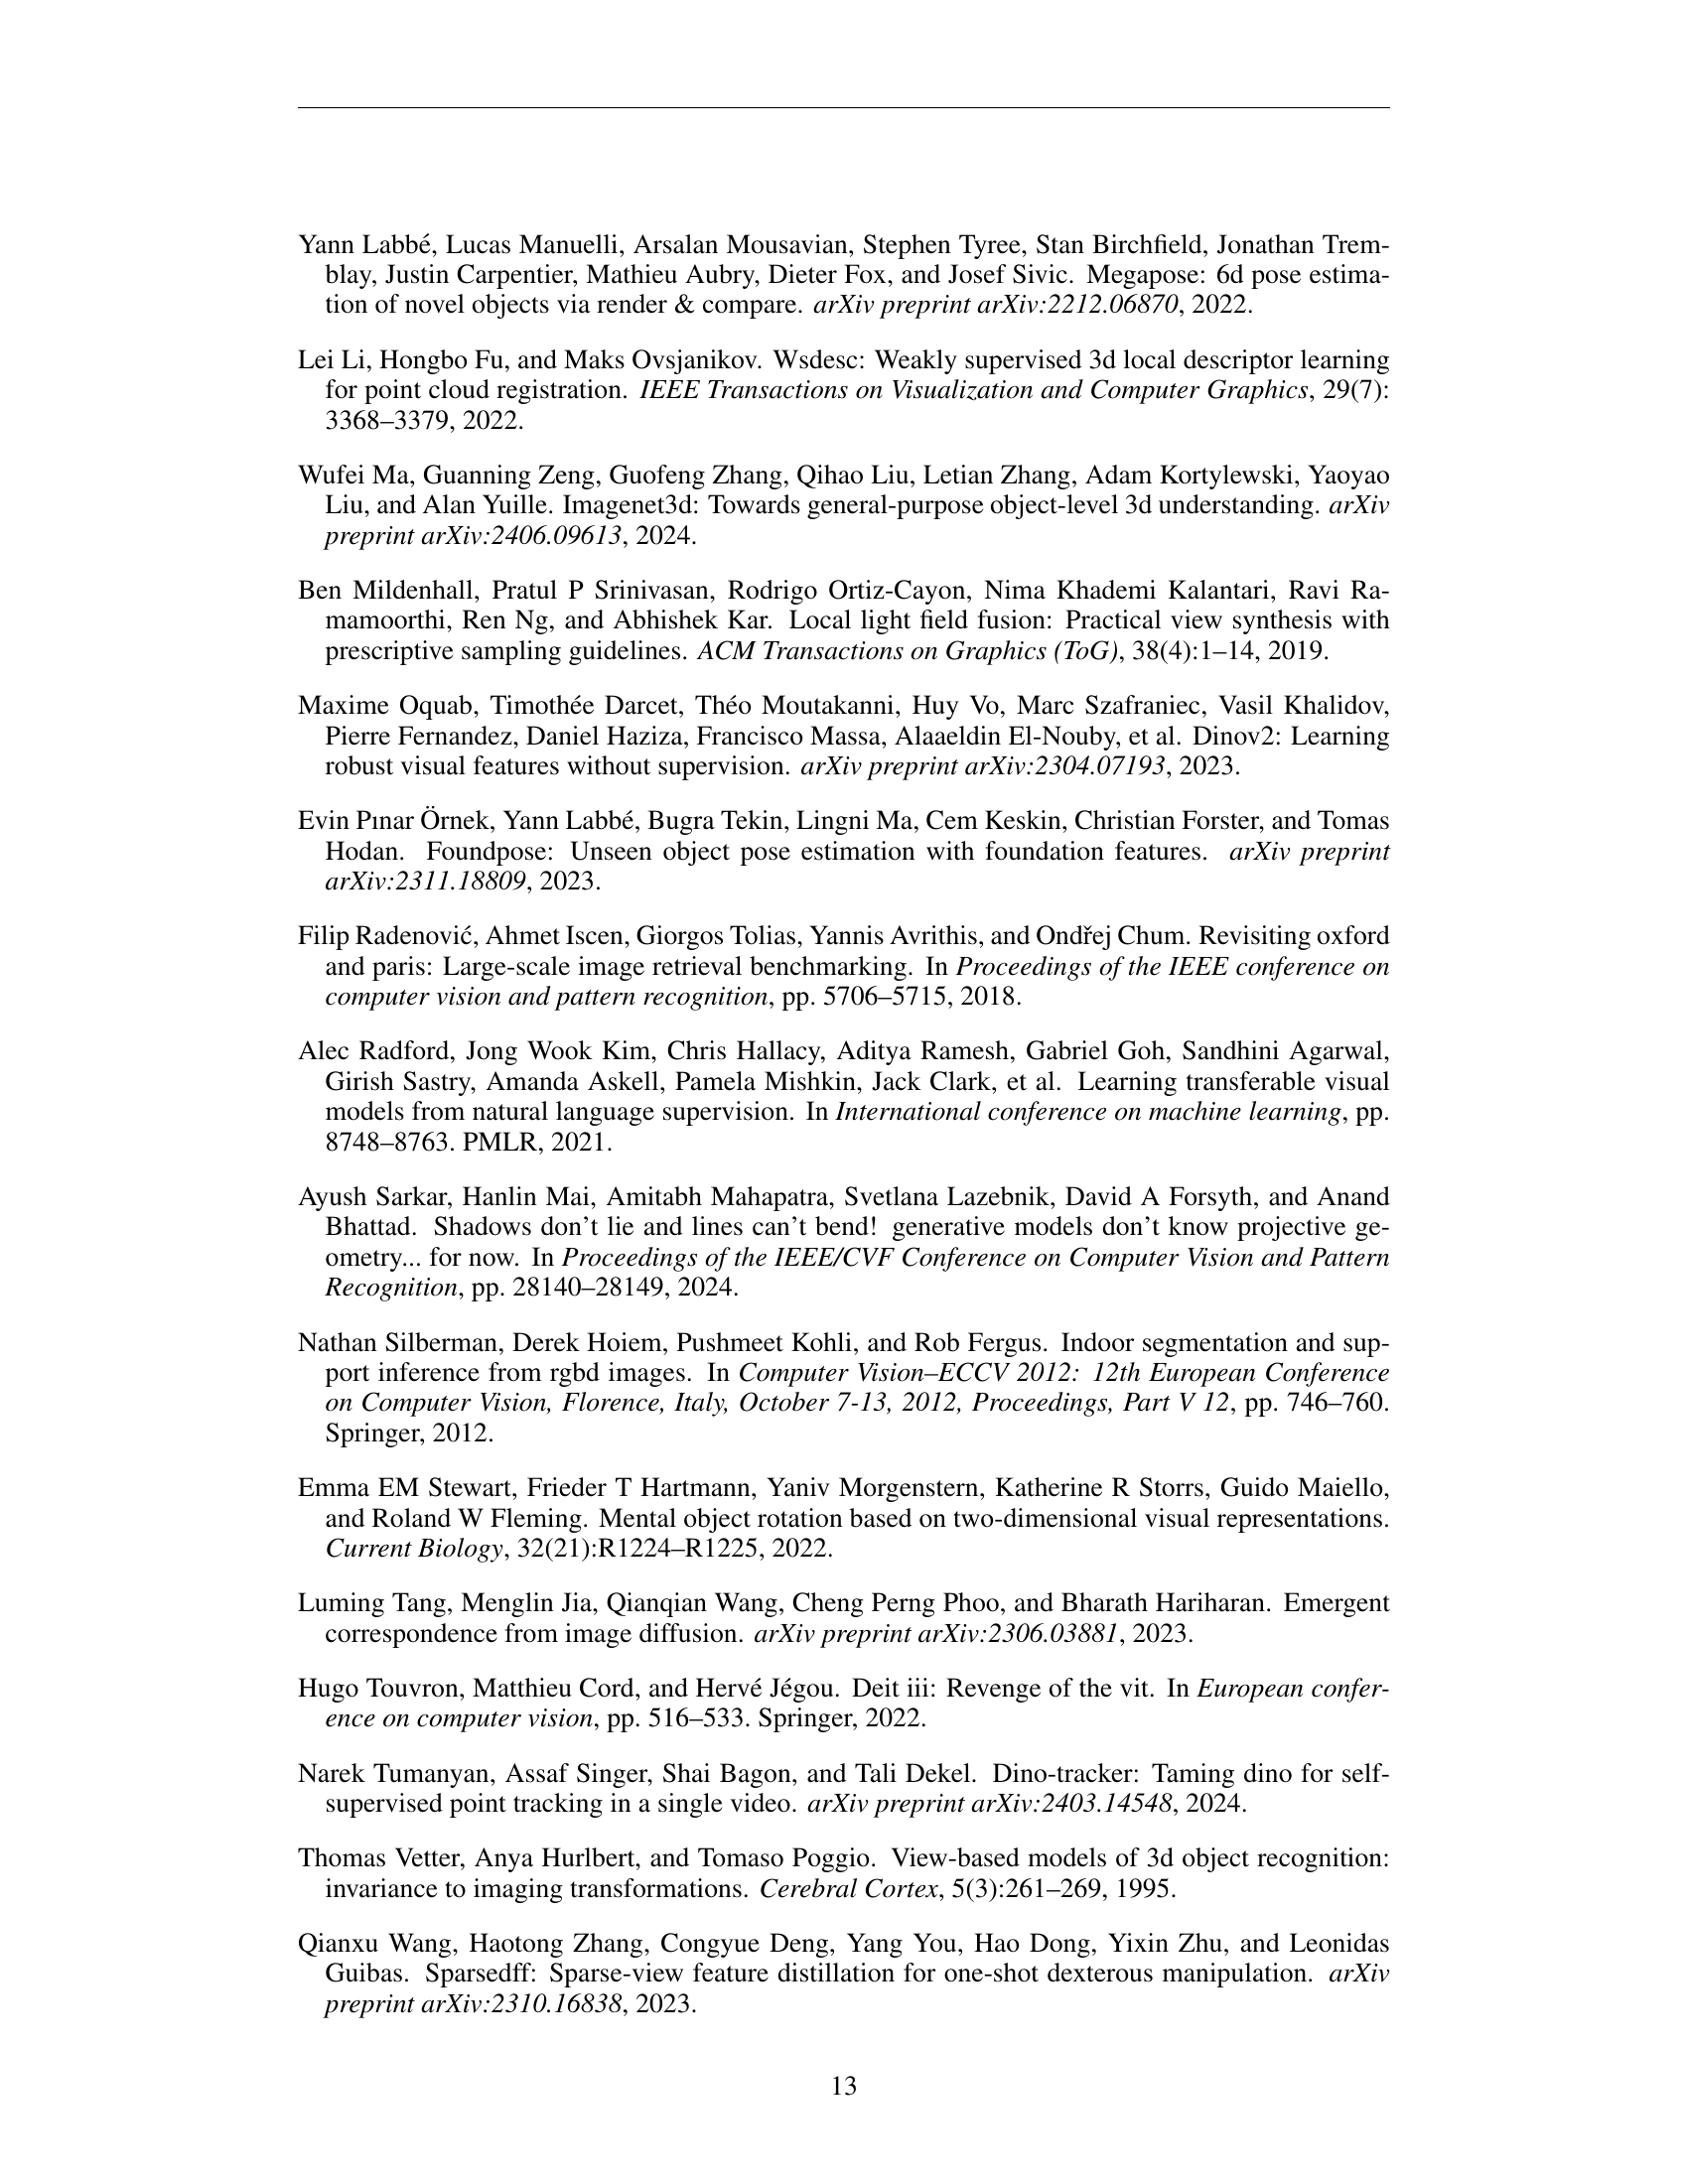 Yann Labbé, Lucas Manuelli, Arsalan Mousavian, Stephen Tyree, Stan Birchfield, Jonathan Trem-
blay, Justin Carpentier, Mathieu Aubry, Dieter Fox, and Josef Sivic. Megapose: 6d pose estima-
tion of novel objects via render & compare. arXiv preprint arXiv:2212.06870, 2022.
Lei Li, Hongbo Fu, and Maks Ovsjanikov. Wsdesc: Weakly supervised 3d local descriptor learning
for point cloud registration. IEEE Transactions on Visualization and Computer Graphics, 29(7):
3368–3379, 2022.
Wufei Ma, Guanning Zeng, Guofeng Zhang, Qihao Liu, Letian Zhang, Adam Kortylewski, Yaoyao
Liu, and Alan Yuille. Imagenet3d: Towards general-purpose object-level 3d understanding. arXiv
preprint arXiv:2406.09613, 2024.
Ben Mildenhall, Pratul P Srinivasan, Rodrigo Ortiz-Cayon, Nima Khademi Kalantari, Ravi Ra-
mamoorthi, Ren Ng, and Abhishek Kar. Local light field fusion: Practical view synthesis with
prescriptive sampling guidelines. ACM Transactions on Graphics (ToG), 38(4):1–14, 2019.
Maxime Oquab, Timothée Darcet, Théo Moutakanni, Huy Vo, Marc Szafraniec, Vasil Khalidov,
Pierre Fernandez, Daniel Haziza, Francisco Massa, Alaaeldin El-Nouby, et al. Dinov2: Learning
robust visual features without supervision. arXiv preprint arXiv:2304.07193, 2023.
Evin Pınar Örnek, Yann Labbé, Bugra Tekin, Lingni Ma, Cem Keskin, Christian Forster, and Tomas
Hodan. Foundpose: Unseen object pose estimation with foundation features. arXiv preprint
arXiv:2311.18809, 2023.
Filip Radenović, Ahmet Iscen, Giorgos Tolias, Yannis Avrithis, and Ondřej Chum. Revisiting oxford
and paris: Large-scale image retrieval benchmarking. In Proceedings of the IEEE conference on
computer vision and pattern recognition, pp. 5706–5715, 2018.
Alec Radford, Jong Wook Kim, Chris Hallacy, Aditya Ramesh, Gabriel Goh, Sandhini Agarwal,
Girish Sastry, Amanda Askell, Pamela Mishkin, Jack Clark, et al. Learning transferable visual
models from natural language supervision. In International conference on machine learning, pp.
8748–8763. PMLR, 2021.
Ayush Sarkar, Hanlin Mai, Amitabh Mahapatra, Svetlana Lazebnik, David A Forsyth, and Anand
Bhattad. Shadows don't lie and lines can't bend! generative models don't know projective ge-
ometry... for now. In Proceedings of the IEEE/CVF Conference on Computer Vision and Pattern
Recognition, pp. 28140–28149, 2024.
Nathan Silberman, Derek Hoiem, Pushmeet Kohli, and Rob Fergus. Indoor segmentation and sup-
port inference from rgbd images. In Computer Vision–ECCV 2012: 12th European Conference
on Computer Vision, Florence, Italy, October 7-13, 2012, Proceedings, Part V 12, pp. 746–760.
Springer, 2012.
Emma EM Stewart, Frieder T Hartmann, Yaniv Morgenstern, Katherine R Storrs, Guido Maiello,
and Roland W Fleming. Mental object rotation based on two-dimensional visual representations.
Current Biology, 32(21):R1224–R1225, 2022.
Luming Tang, Menglin Jia, Qianqian Wang, Cheng Perng Phoo, and Bharath Hariharan. Emergent
correspondence from image diffusion. arXiv preprint arXiv:2306.03881, 2023.
Hugo Touvron, Matthieu Cord, and Hervé Jégou. Deit iii: Revenge of the vit. In European confer-
ence on computer vision, pp. 516–533. Springer, 2022.
Narek Tumanyan, Assaf Singer, Shai Bagon, and Tali Dekel. Dino-tracker: Taming dino for self-
supervised point tracking in a single video. arXiv preprint arXiv:2403.14548, 2024.
Thomas Vetter, Anya Hurlbert, and Tomaso Poggio. View-based models of 3d object recognition:
invariance to imaging transformations. Cerebral Cortex, 5(3):261–269, 1995.
Qianxu Wang, Haotong Zhang, Congyue Deng, Yang You, Hao Dong, Yixin Zhu, and Leonidas
Guibas. Sparsedff: Sparse-view feature distillation for one-shot dexterous manipulation. arXiv
preprint arXiv:2310.16838, 2023.
13